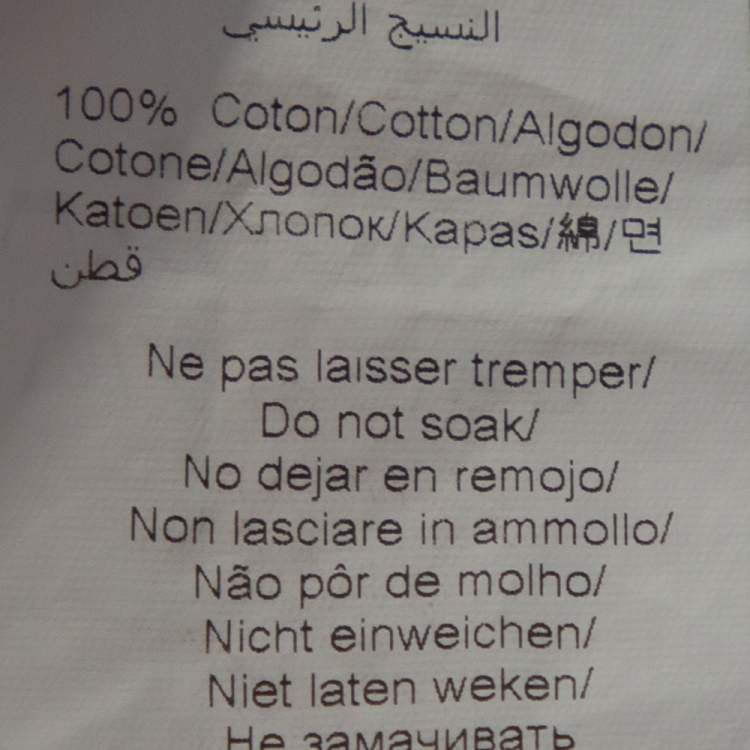 النسيج الرئيسي
100% Coton/Cotton/Algodon/
Cotone/Algodão/Baumwolle/
Katoen/Хлопок/Kapas/綿/면
قطن
Ne pas laisser tremper/
Do not soak/
No dejar en remojo/
Non lasciare in ammollo/
Não pôr de molho/
Nicht einweichen/
Niet laten weken/
Не замачивать